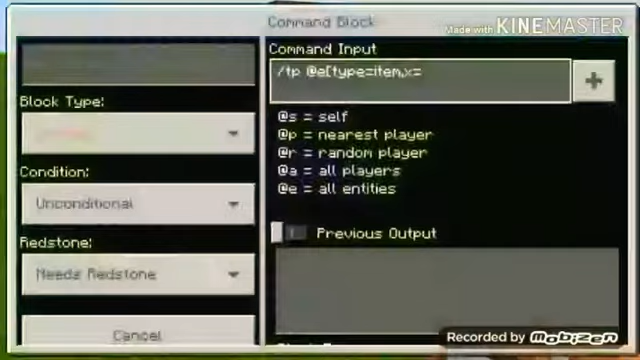 Command Block
Made with KINEMASTER
Command Input
/tp @e[type=item,x=
+
Block Type:
@s = self
@p = nearest player
@r = random player
@a = all players
@e = all entities
Condition:
Unconditional
Redstone:
Needs Redstone
Previous Output
Cancel
Recorded by Mobizen